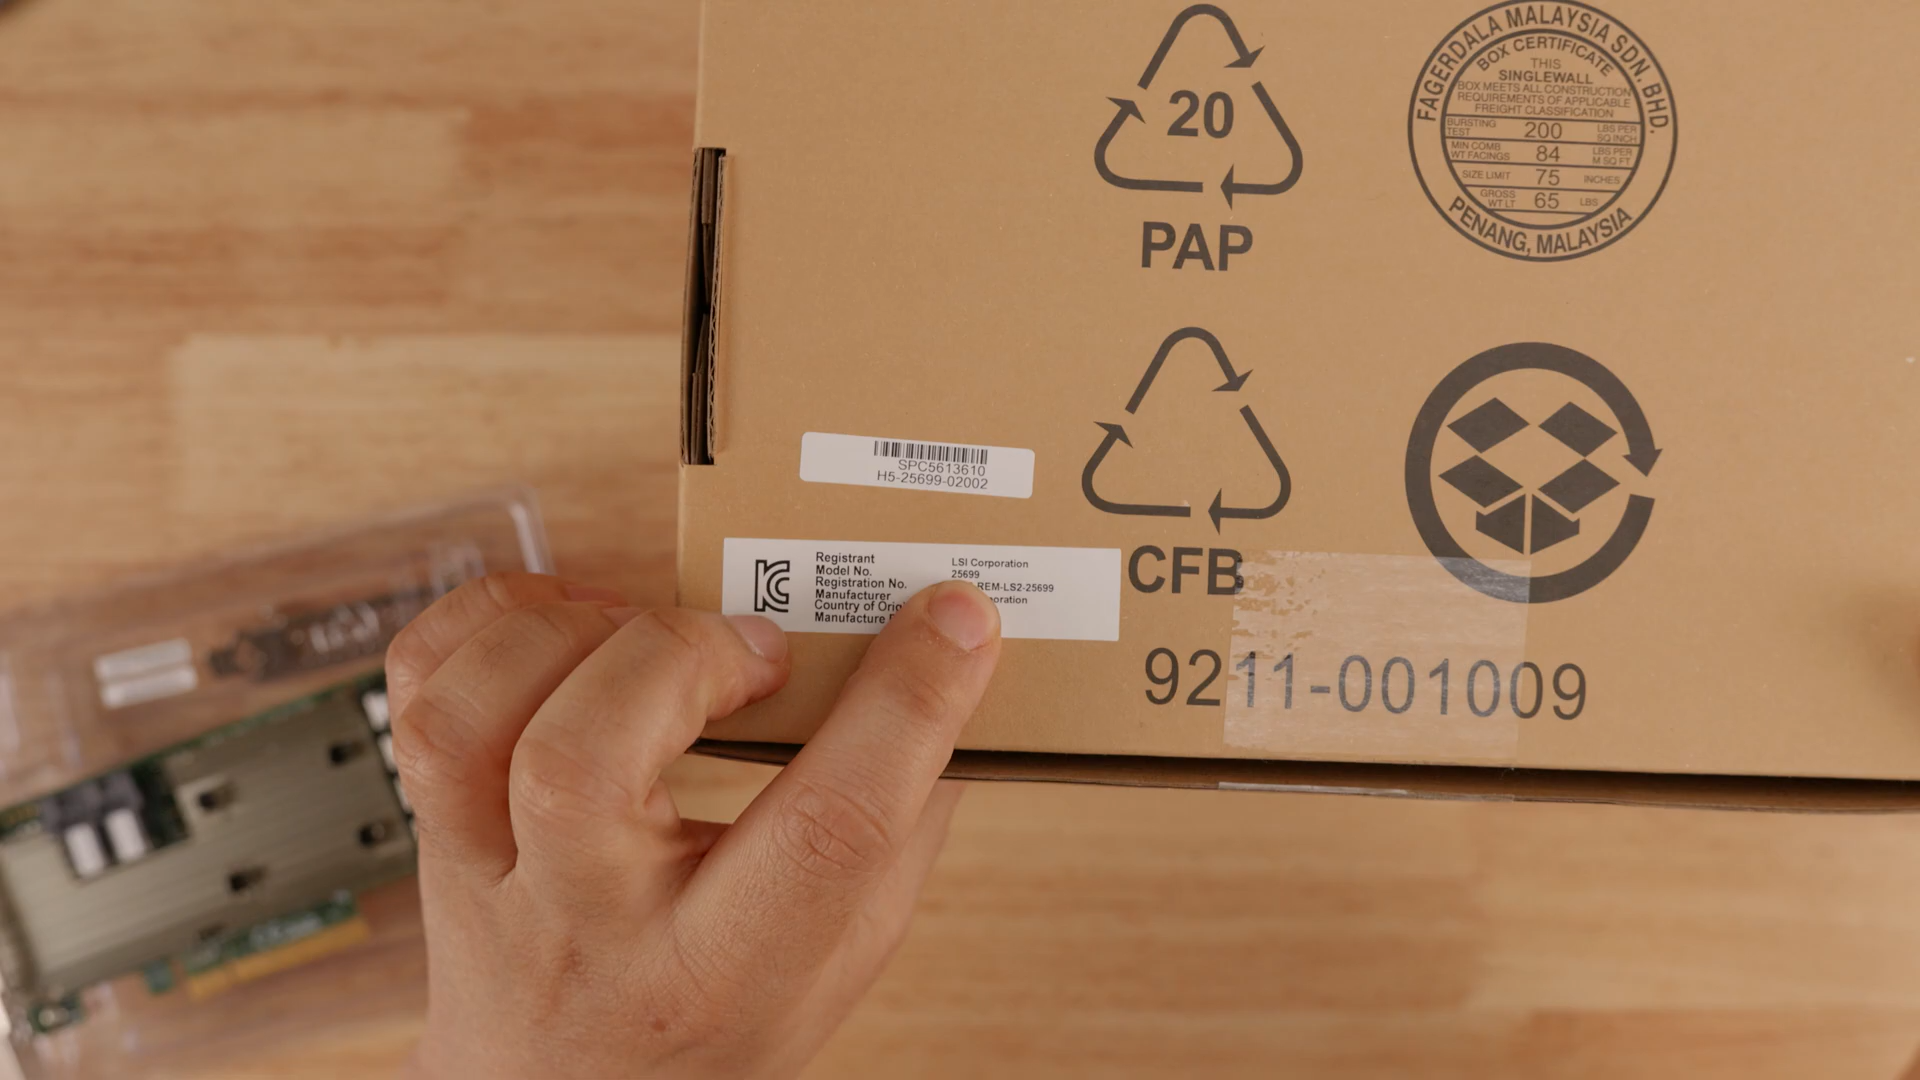 20
PAP
FAGERDALA MALAYSIA SDN. BHD.
BOX CERTIFICATE
THIS
SINGLEWALL
BOX MEETS ALL CONSTRUCTION
REQUIREMENTS OF APPLICABLE
FREIGHT CLASSIFICATION
BURSTING TEST 200 LBS PER SQ INCH
MIN COMB WT FACINGS 84 LBS PER M SQ FT
SIZE LIMIT 75 INCHES
GROSS WT LT 65 LBS
PENANG, MALAYSIA
SPC5613610
H5-25699-02002
Registrant LSI Corporation
Model No. 25699
Registration No. REM-LS2-25699
Manufacturer
Country of
Manufacture
CFB
9211-001009